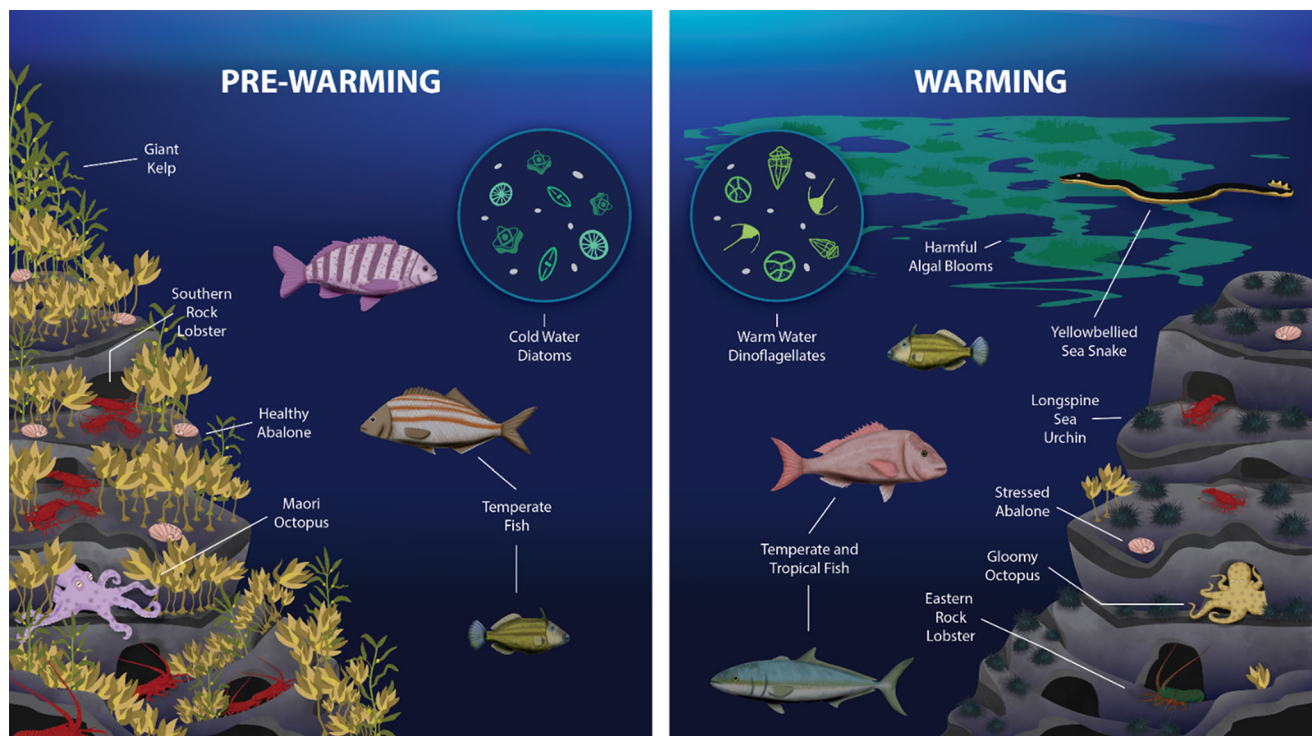 PRE-WARMING
Giant
Kelp
Southern
Rock
Lobster
Cold Water
Diatoms
Healthy
Abalone
Maori
Octopus
Temperate
Fish
WARMING
Harmful
Algal Blooms
Warm Water
Dinoflagellates
Yellowbellied
Sea Snake
Longspine
Sea
Urchin
Stressed
Abalone
Temperate and
Tropical Fish
Gloomy
Octopus
Eastern
Rock
Lobster